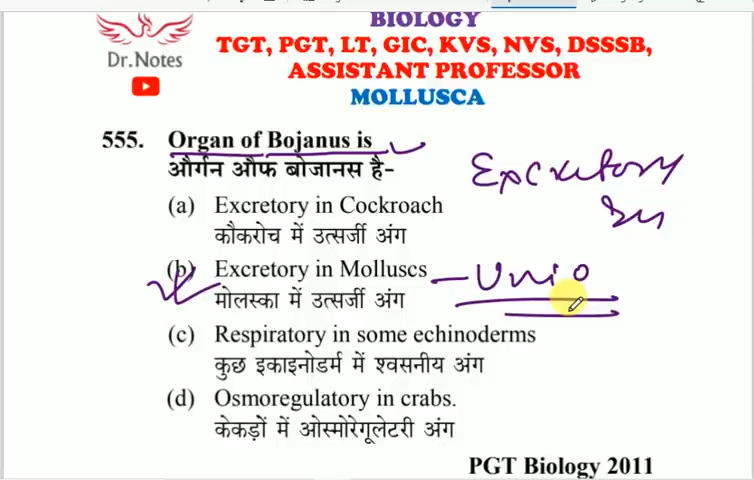 BIOLOGY
TGT, PGT, LT, GIC, KVS, NVS, DSSSB,
ASSISTANT PROFESSOR
MOLLUSCA
Dr.Notes
555. Organ of Bojanus is
और्गन औफ बोजानस है-
Excretory
(a) Excretory in Cockroach
कौकरोच में उत्सर्जी अंग
(b) Excretory in Molluscs – Unio
मोलस्का में उत्सर्जी अंग
(c) Respiratory in some echinoderms
कुछ इकाइनोडर्म में श्वसनीय अंग
(d) Osmoregulatory in crabs.
केकड़ों में ओस्मोरेगूलेटरी अंग
PGT Biology 2011